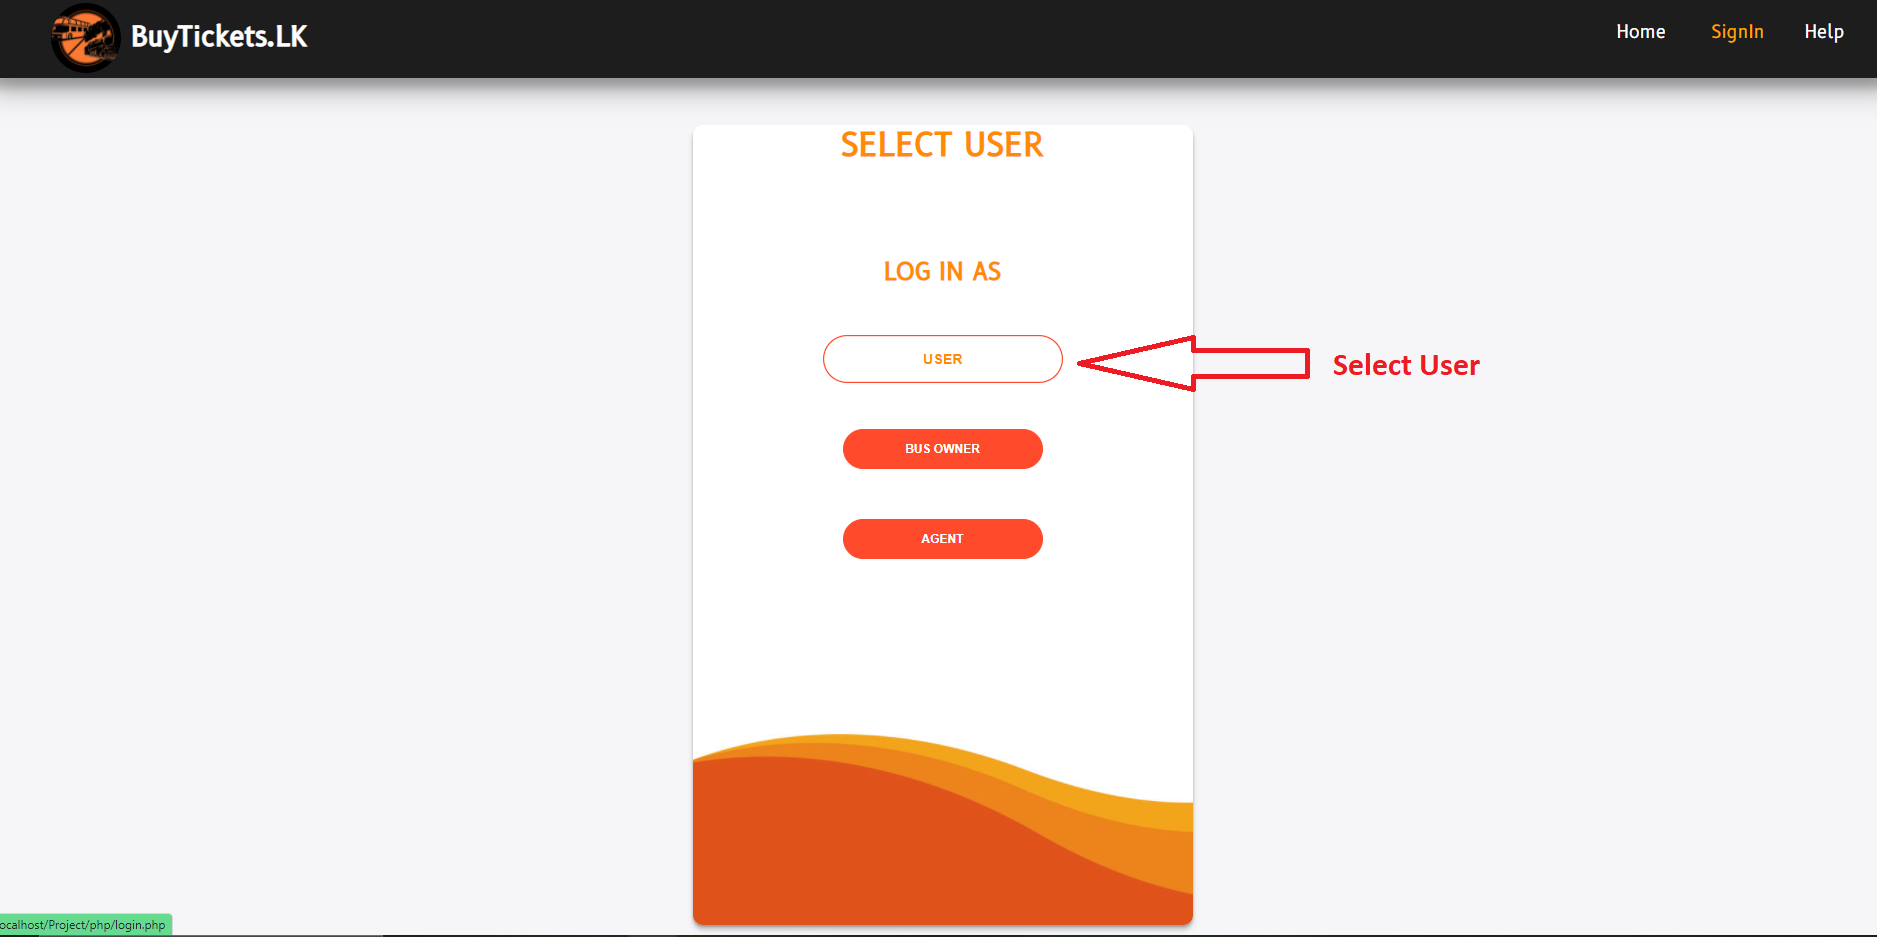 BuyTickets.LK
Home SignIn Help
SELECT USER
LOG IN AS
USER
Select User
BUS OWNER
AGENT
ocalhost/Project/php/login.php